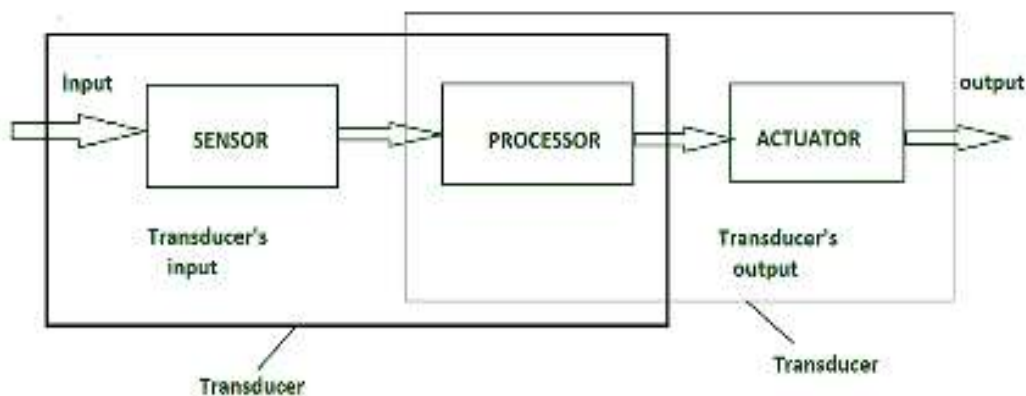 Input
output
SENSOR
PROCESSOR
ACTUATOR
Transducer's
input
Transducer's
output
Transducer
Transducer